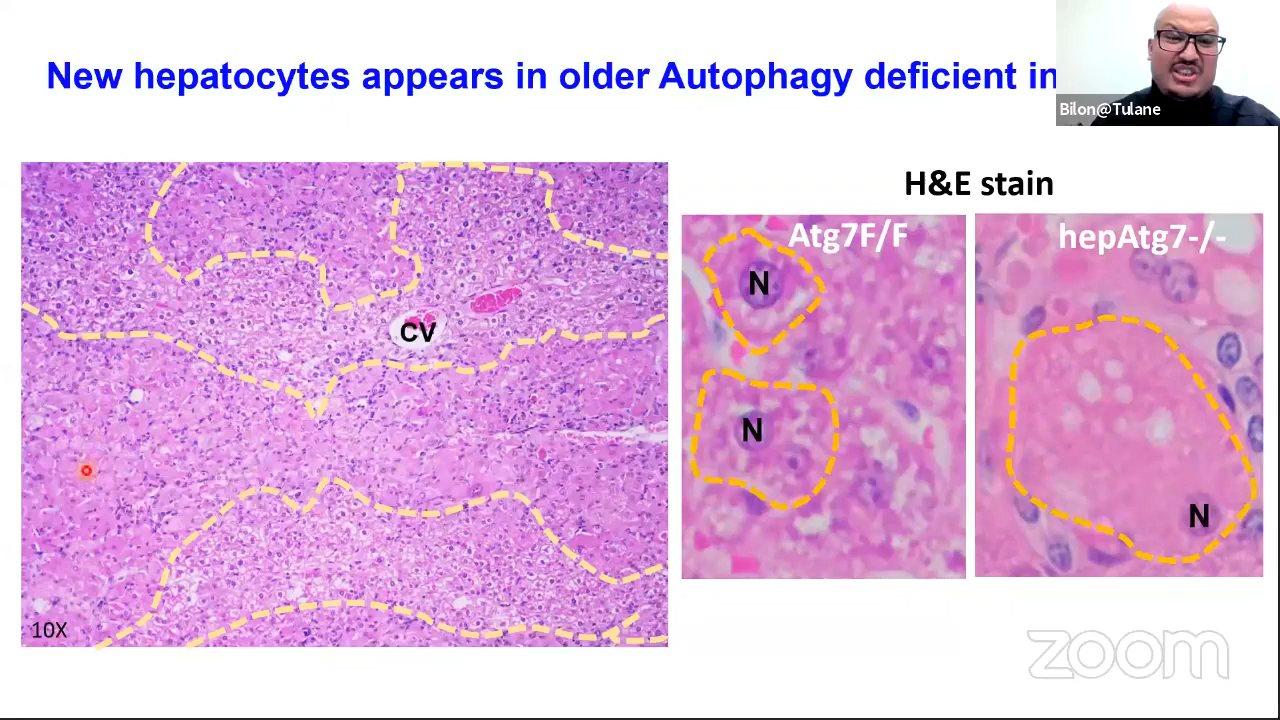 New hepatocytes appears in older Autophagy deficient in
Bilon@Tulane
H&E stain
Atg7F/F
hepAtg7-/-
N
CV
N
N
10X
zoom